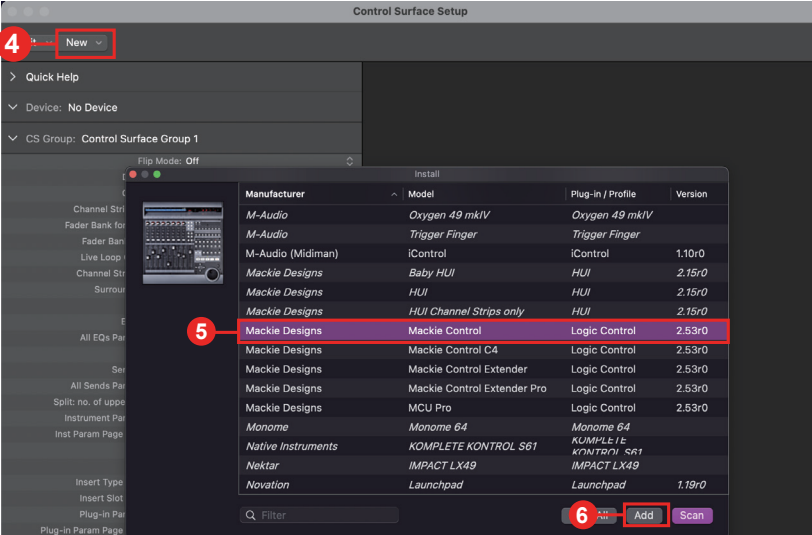 Control Surface Setup
4
New
Quick Help
Device: No Device
CS Group: Control Surface Group 1
Flip Mode: Off
Install
Manufacturer Model Plug-in / Profile Version
M-Audio Oxygen 49 mkIV Oxygen 49 mkIV
M-Audio Trigger Finger Trigger Finger
M-Audio (Midiman) iControl iControl 1.10r0
Mackie Designs Baby HUI HUI 2.15r0
Mackie Designs HUI HUI 2.15r0
Mackie Designs HUI Channel Strips only HUI 2.15r0
5 Mackie Designs Mackie Control Logic Control 2.53r0
Mackie Designs Mackie Control C4 Logic Control 2.53r0
Mackie Designs Mackie Control Extender Logic Control 2.53r0
Mackie Designs Mackie Control Extender Pro Logic Control 2.53r0
Mackie Designs MCU Pro Logic Control 2.53r0
Monome Monome 64 Monome 64
Native Instruments KOMPLETE KONTROL S61 KOMPLETE KONTROL S61
Nektar IMPACT LX49 IMPACT LX49
Novation Launchpad Launchpad 1.19r0
Filter
6 All Add Scan
Channel Stri
Fader Bank for
Fader Ban
Live Loop
Channel Str
Surroun
All EQs Par
Sen
All Sends Par
Split: no. of uppe
Instrument Par
Inst Param Page
Insert Type
Insert Slot
Plug-in Par
Plug-in Param Page